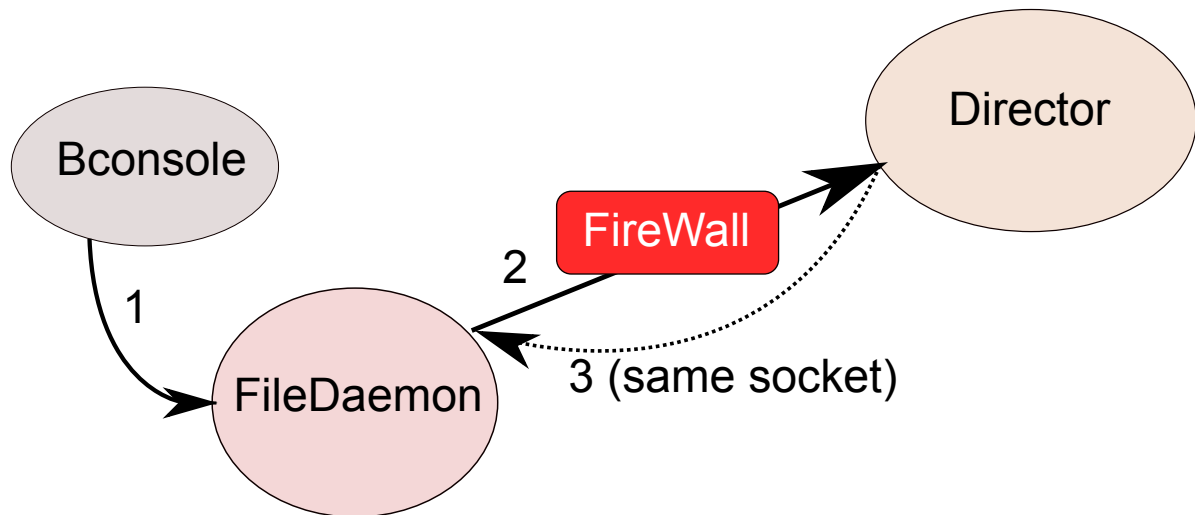 Director
Bconsole
FireWall
2
1
3 (same socket)
FileDaemon